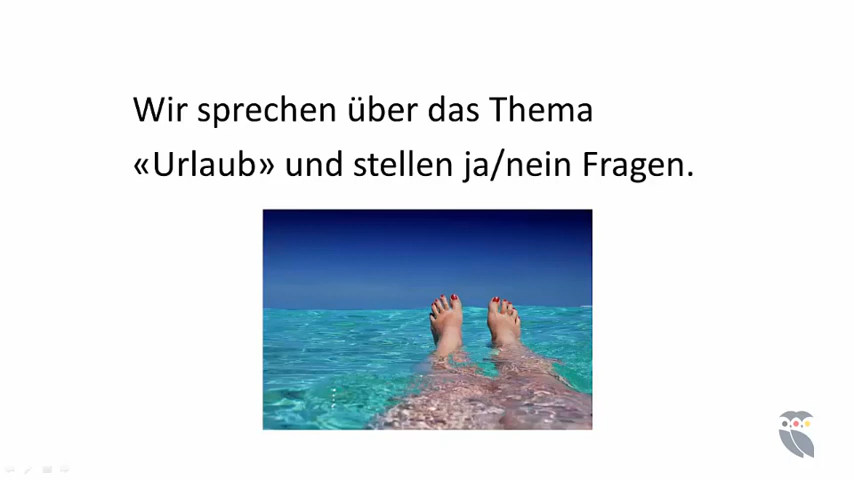 Wir sprechen über das Thema
«Urlaub» und stellen ja/nein Fragen.